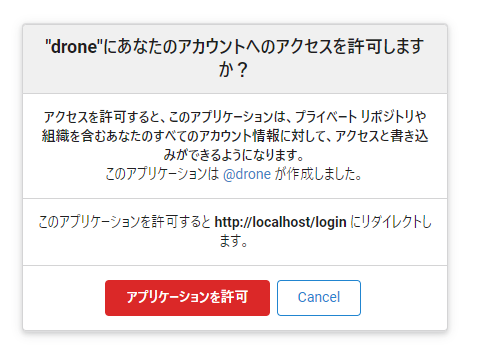 "drone"にあなたのアカウントへのアクセスを許可します
か？
アクセスを許可すると、このアプリケーションは、プライベート リポジトリや
組織を含むあなたのすべてのアカウント情報に対して、アクセスと書き込
みができるようになります。
このアプリケーションは @drone が作成しました。
このアプリケーションを許可すると http://localhost/login にリダイレクトし
ます。
アプリケーションを許可 Cancel